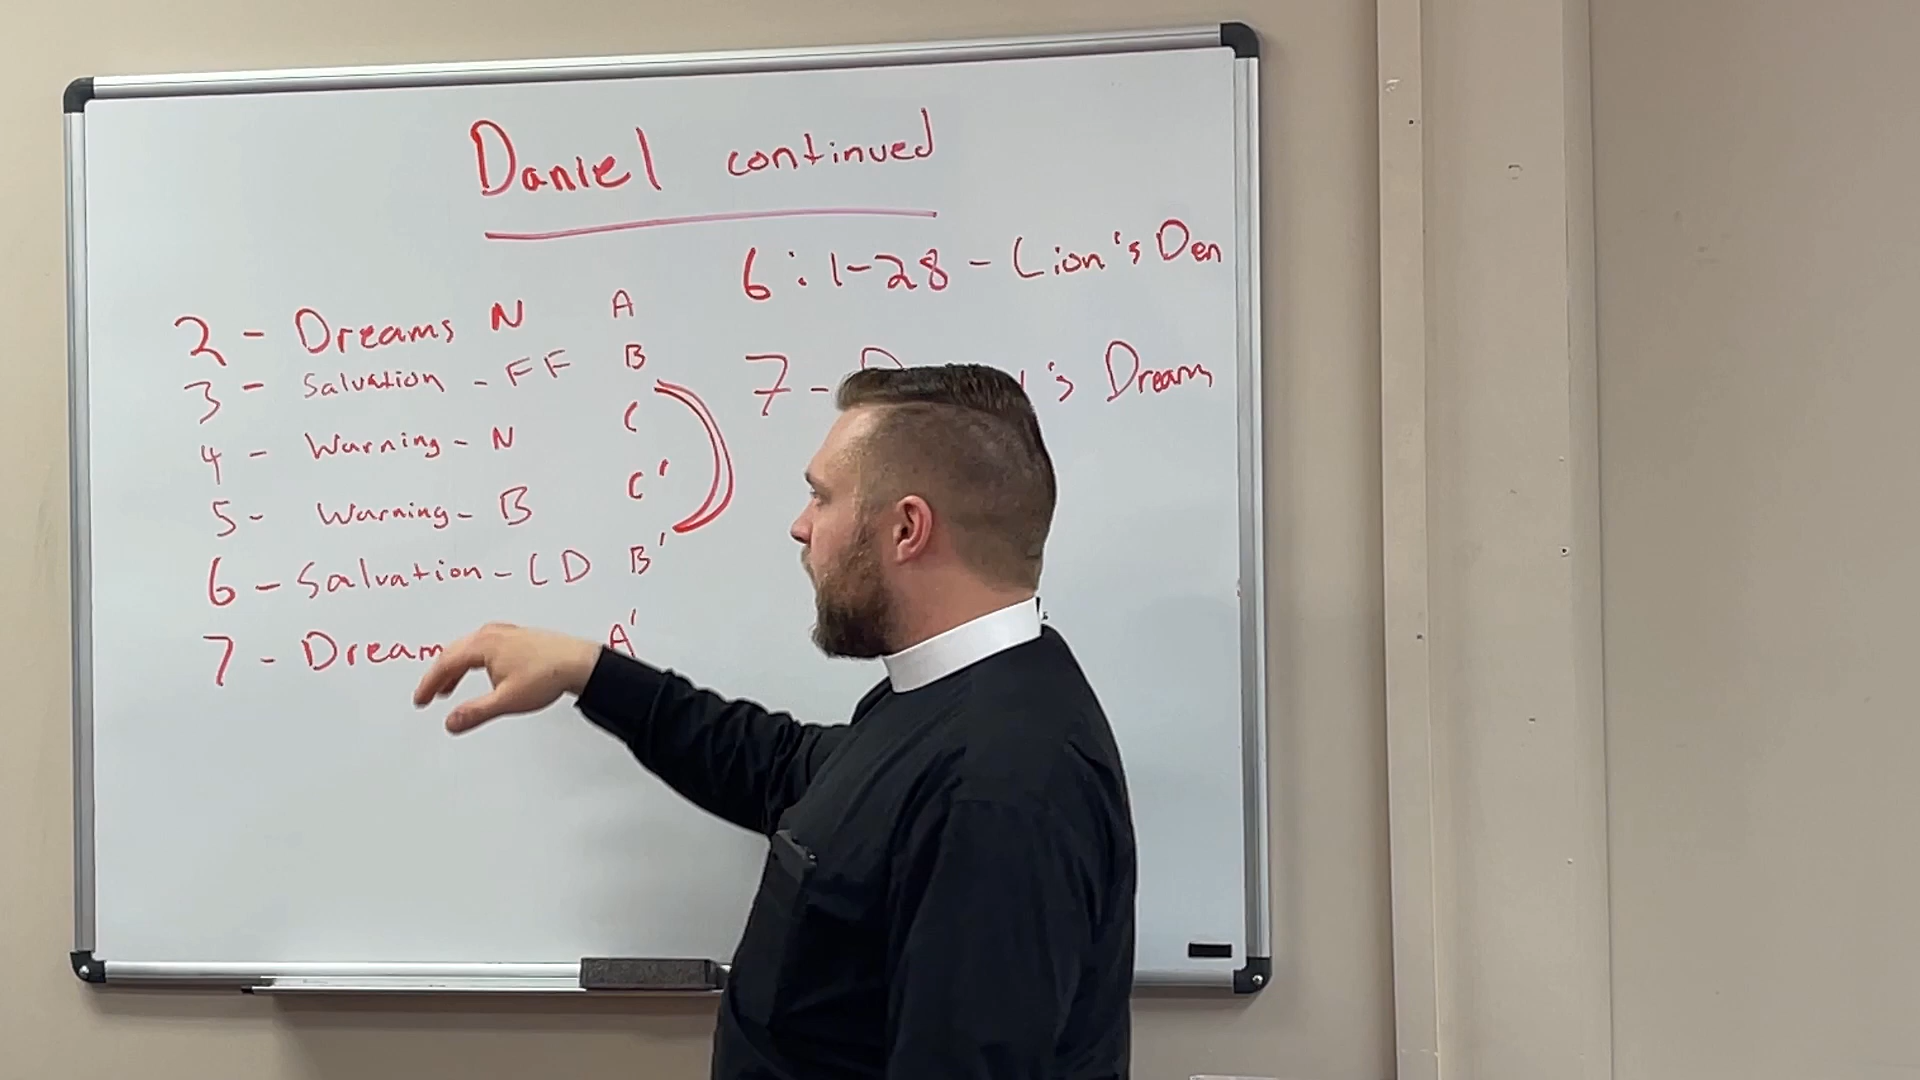 Daniel continued
2 - Dreams N A
3 - Salvation - FF B
4 - Warning - N C
5 - Warning - B C'
6 - Salvation - LD B'
7 - Dream A'
6:1-28 - Lion's Den
7 - 's Dream